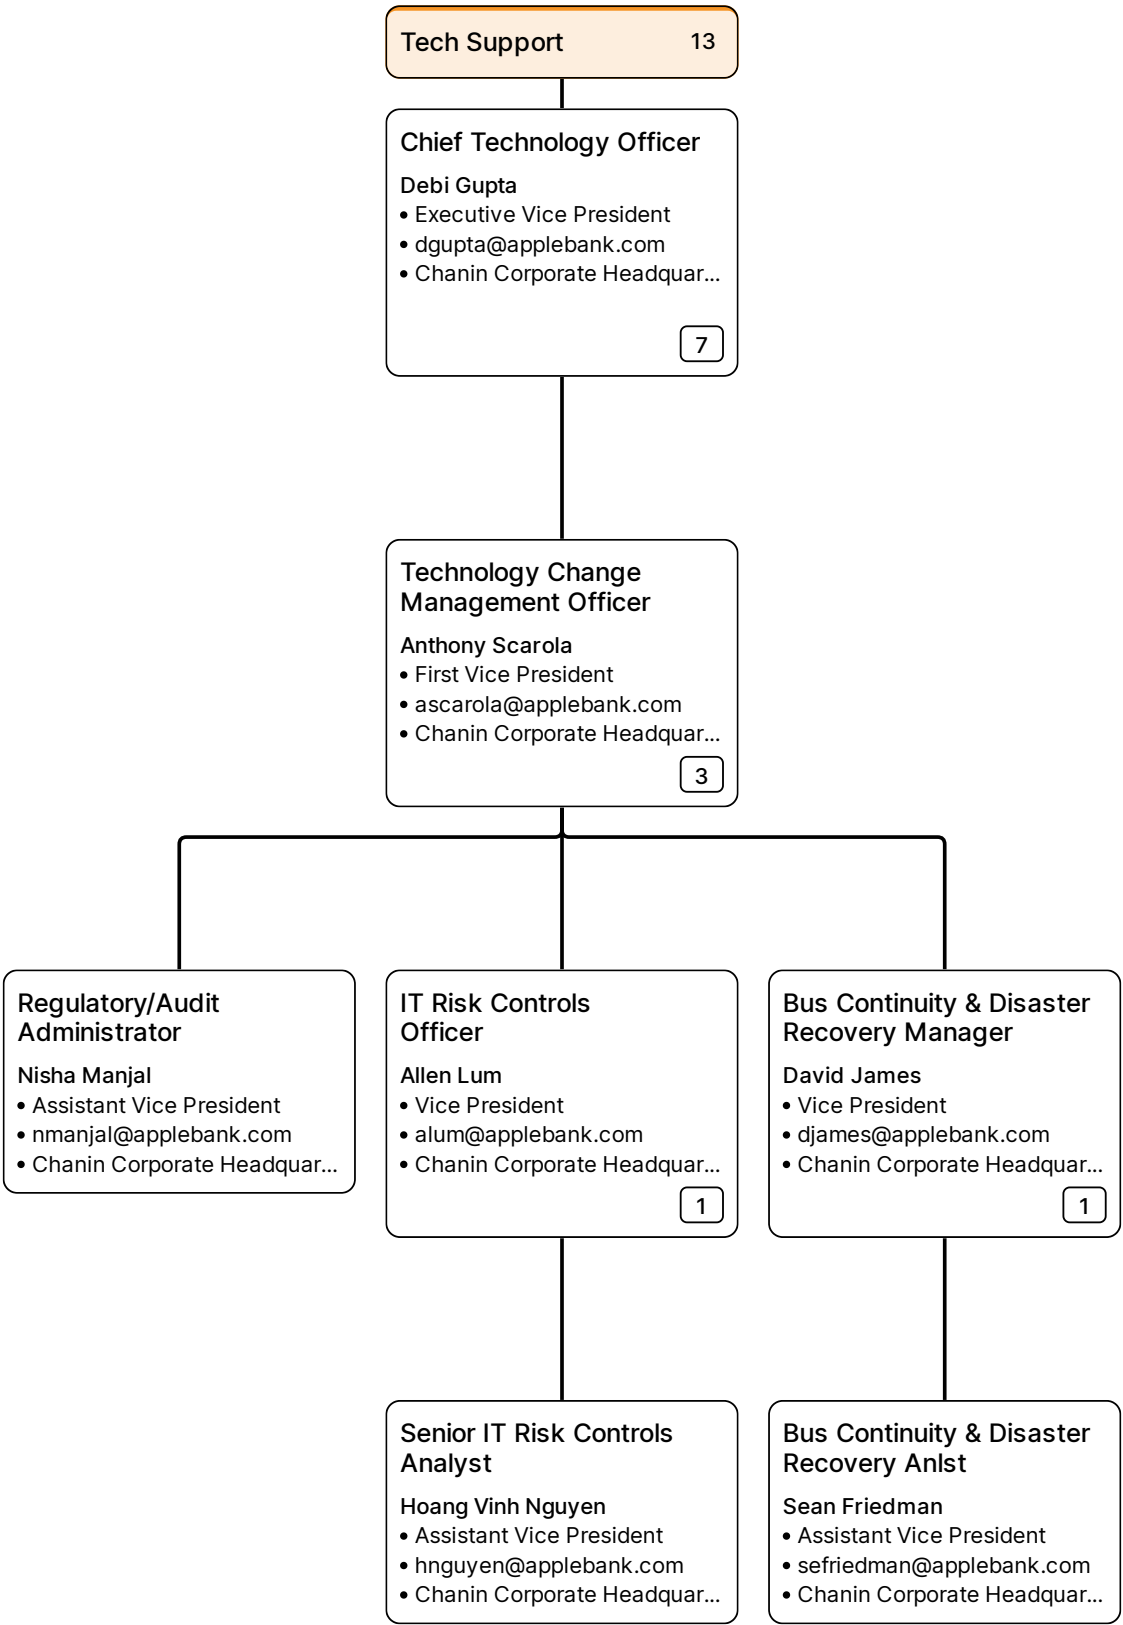 Tech Support 13
Chief Technology Officer
Debi Gupta
• Executive Vice President
• dgupta@applebank.com
• Chanin Corporate Headquar...
7
Technology Change
Management Officer
Anthony Scarola
• First Vice President
• ascarola@applebank.com
• Chanin Corporate Headquar...
3
Regulatory/Audit
Administrator
Nisha Manjal
• Assistant Vice President
• nmanjal@applebank.com
• Chanin Corporate Headquar...
IT Risk Controls
Officer
Allen Lum
• Vice President
• alum@applebank.com
• Chanin Corporate Headquar...
1
Bus Continuity & Disaster
Recovery Manager
David James
• Vice President
• djames@applebank.com
• Chanin Corporate Headquar...
1
Senior IT Risk Controls
Analyst
Hoang Vinh Nguyen
• Assistant Vice President
• hnguyen@applebank.com
• Chanin Corporate Headquar...
Bus Continuity & Disaster
Recovery Anlst
Sean Friedman
• Assistant Vice President
• sefriedman@applebank.com
• Chanin Corporate Headquar...